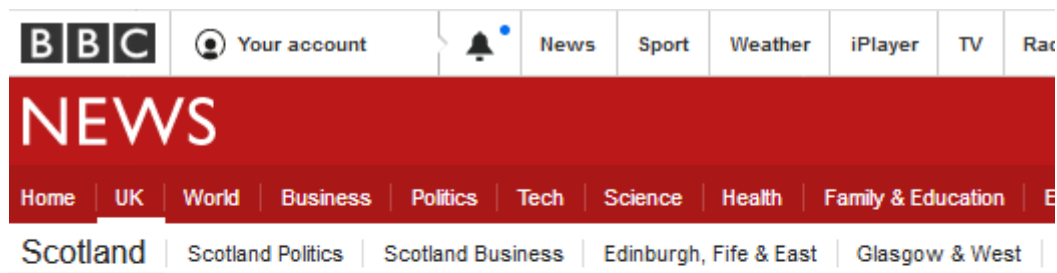 BBC Your account News Sport Weather iPlayer TV
NEWS
Home UK World Business Politics Tech Science Health Family & Education
Scotland Scotland Politics Scotland Business Edinburgh, Fife & East Glasgow & West